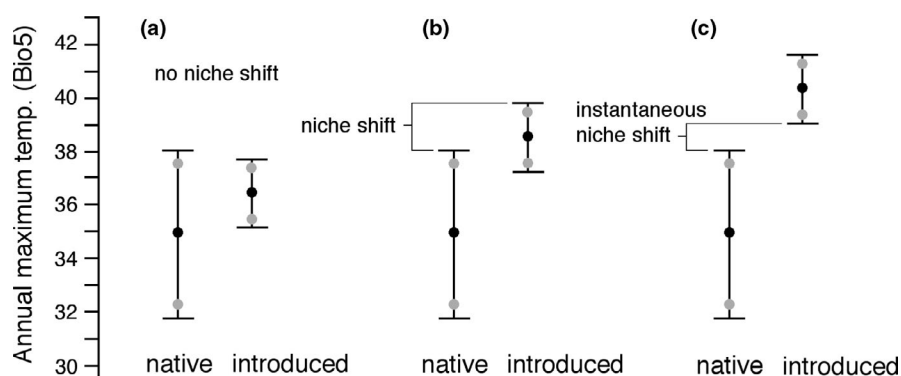 (a)
(b)
(c)
Annual maximum temp. (Bio5)
42
40
38
36
34
32
30
no niche shift
niche shift
instantaneous
niche shift
native introduced
native introduced
native introduced